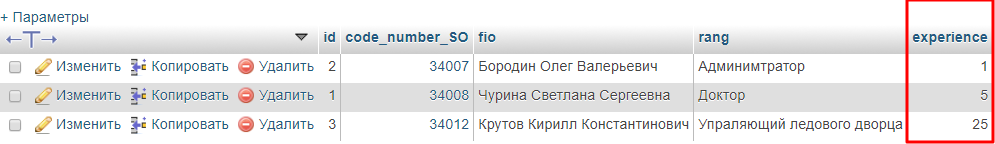 + Параметры
←T→ id code_number_SO fio rang experience
Изменить Копировать Удалить 2 34007 Бородин Олег Валерьевич Админимтратор 1
Изменить Копировать Удалить 1 34008 Чурина Светлана Сергеевна Доктор 5
Изменить Копировать Удалить 3 34012 Крутов Кирилл Константинович Упраляющий ледового дворца 25